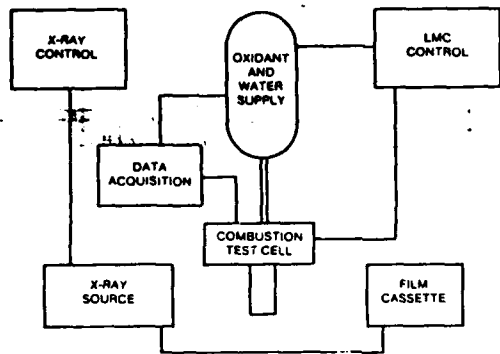 X-RAY
CONTROL
OXIDANT
AND
WATER
SUPPLY
LMC
CONTROL
DATA
ACQUISITION
COMBUSTION
TEST CELL
X-RAY
SOURCE
FILM
CASSETTE